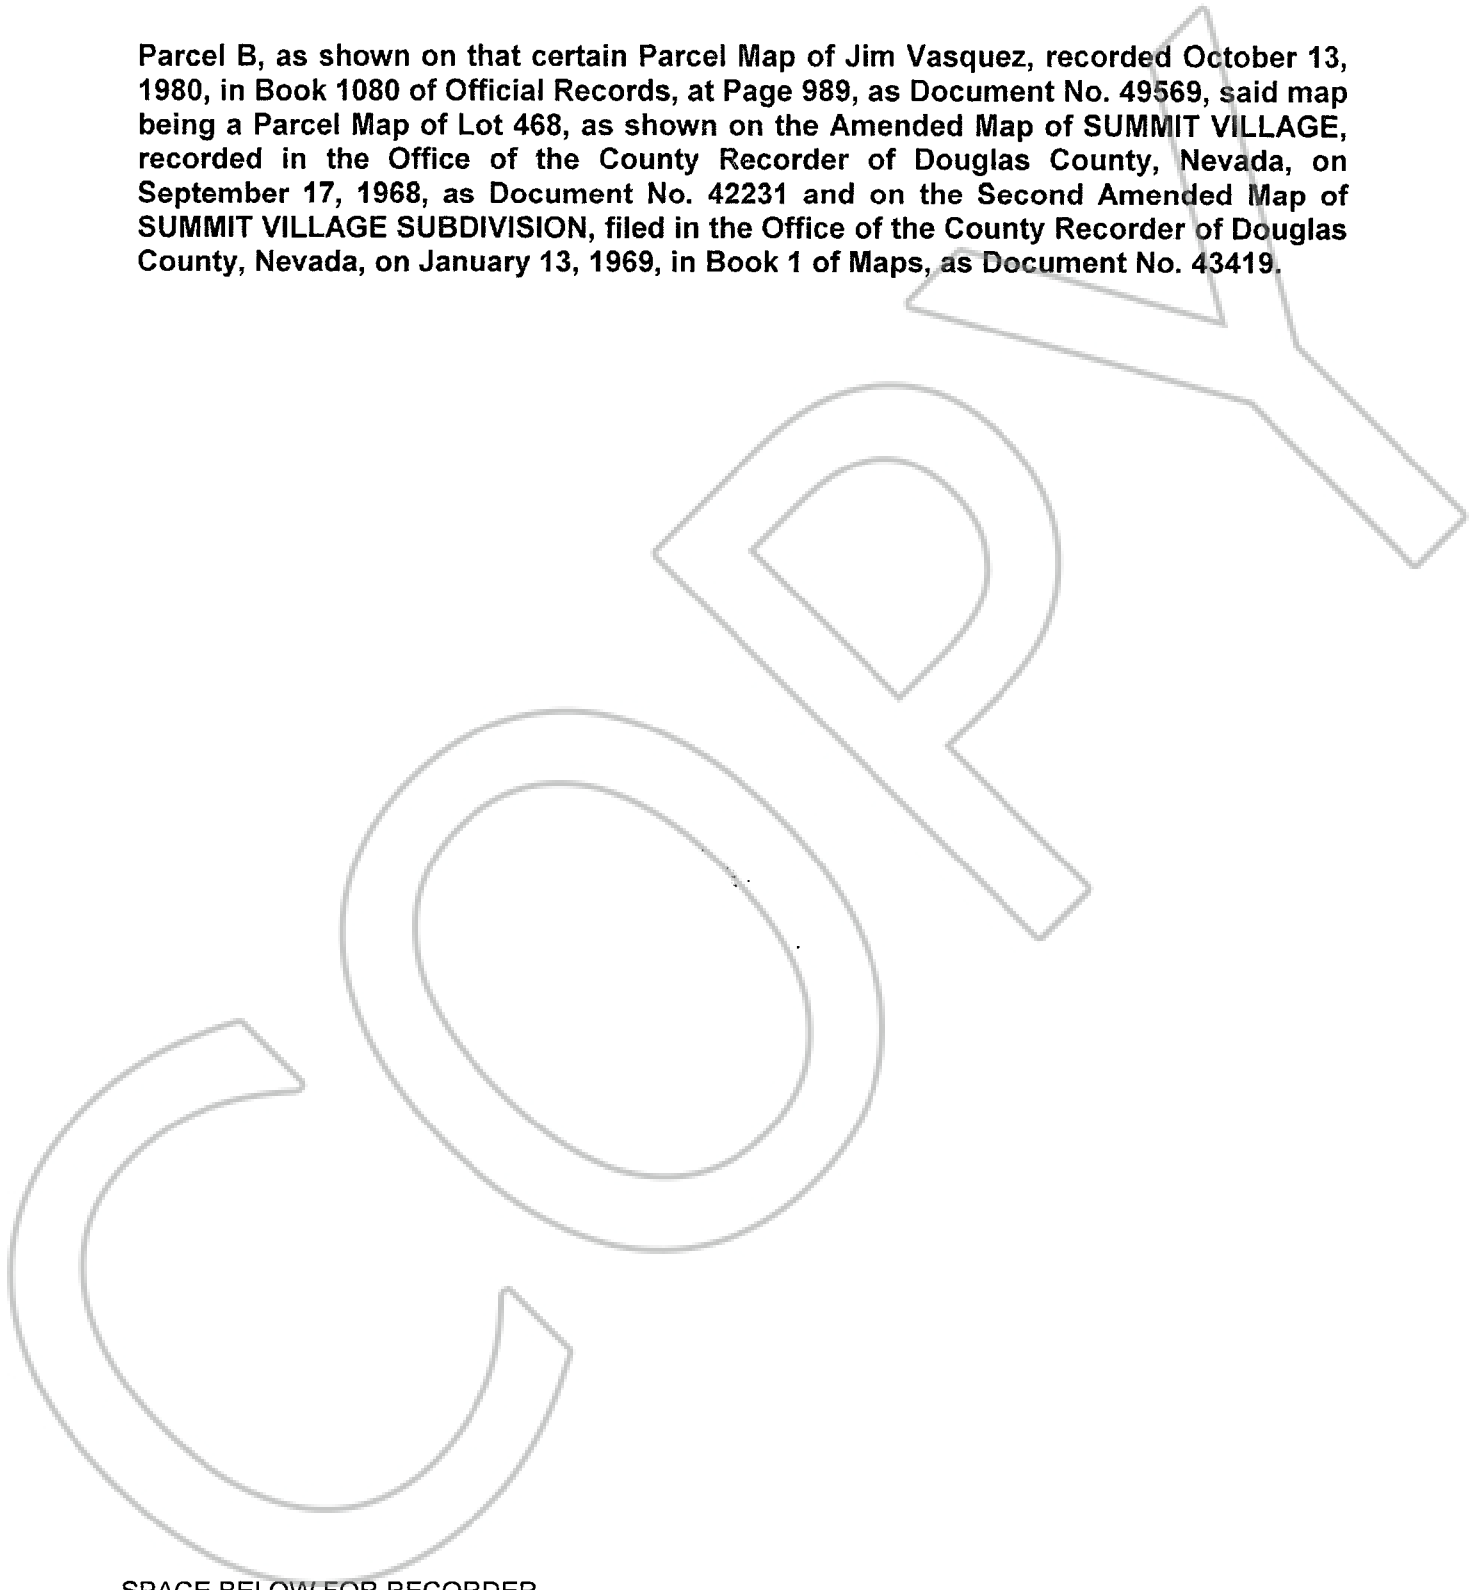 Parcel B, as shown on that certain Parcel Map of Jim Vasquez, recorded October 13,
1980, in Book 1080 of Official Records, at Page 989, as Document No. 49569, said map
being a Parcel Map of Lot 468, as shown on the Amended Map of SUMMIT VILLAGE,
recorded in the Office of the County Recorder of Douglas County, Nevada, on
September 17, 1968, as Document No. 42231 and on the Second Amended Map of
SUMMIT VILLAGE SUBDIVISION, filed in the Office of the County Recorder of Douglas
County, Nevada, on January 13, 1969, in Book 1 of Maps, as Document No. 43419.
COPY
SPACE BELOW FOR RECORDER